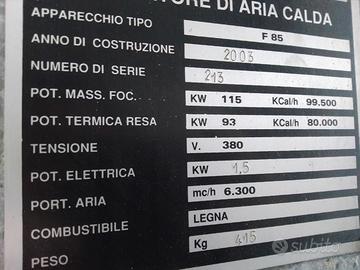 ORE DI ARIA CALDA
APPARECCHIO TIPO F 85
ANNO DI COSTRUZIONE 2003
NUMERO DI SERIE 213
POT. MASS. FOC. KW 115 KCal/h 99.500
POT. TERMICA RESA KW 93 KCal/h 80.000
TENSIONE V. 380
POT. ELETTRICA KW 1,5
PORT. ARIA mc/h 6.300
COMBUSTIBILE LEGNA
PESO Kg 415
subito